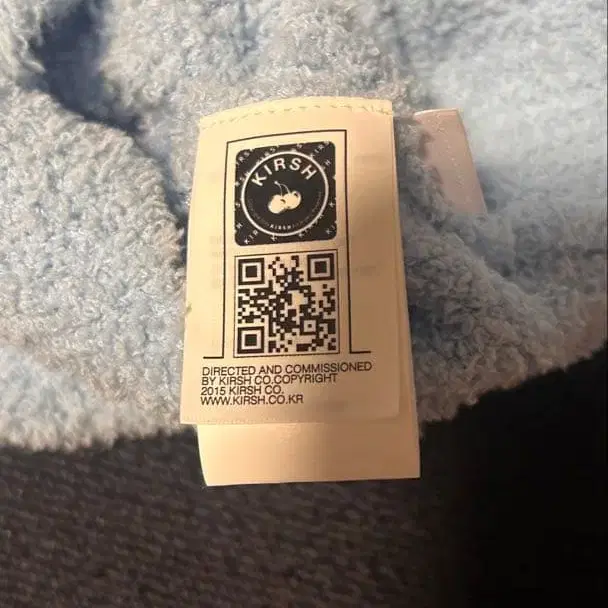 KIRSH
DIRECTED AND COMMISSIONED
BY KIRSH CO.COPYRIGHT
2015 KIRSH CO.
WWW.KIRSH.CO.KR